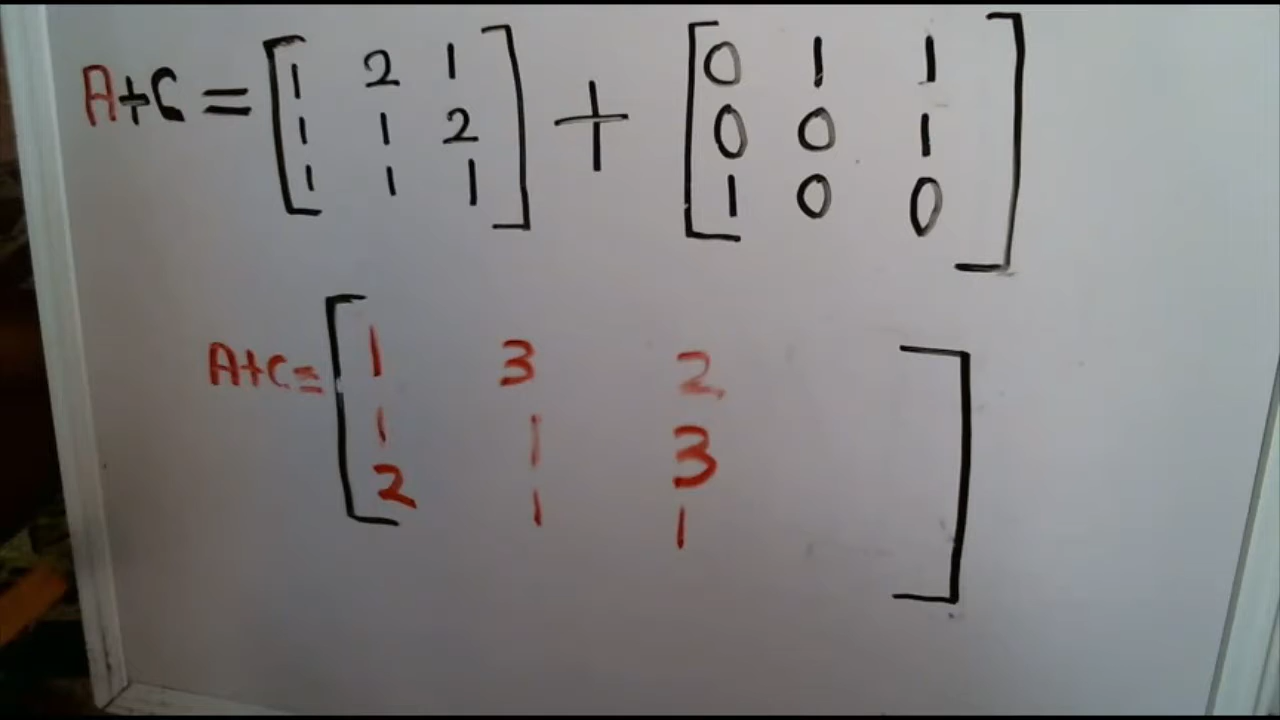 A+C = [1 2 1 + [0 1 1
1 1 2 0 0 1
1 1 1] 1 0 0]
A+C = [1 3 2
1 1 3
2 1 1]